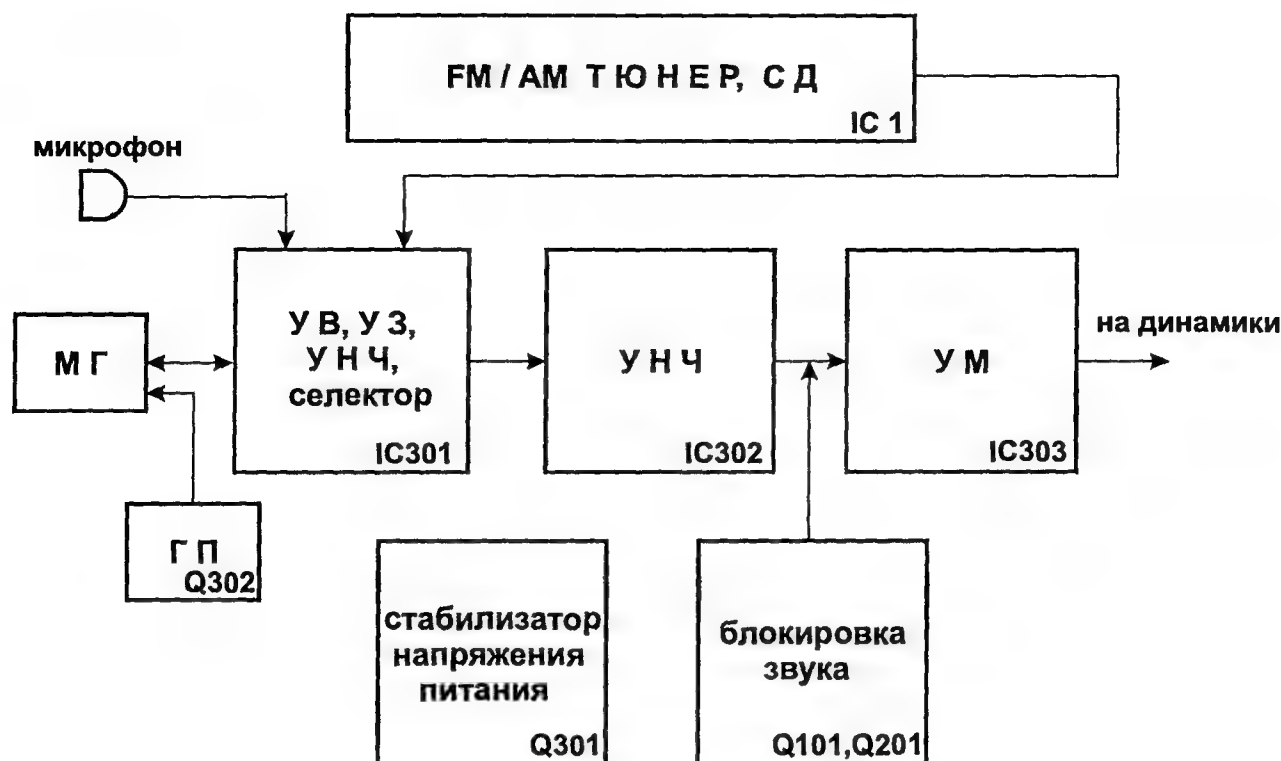 FM / AM Т Ю Н Е Р, С Д
IC 1
микрофон
У В, У З,
У Н Ч,
селектор
IC301
М Г
У Н Ч
IC302
У М
IC303
на динамики
Г П
Q302
стабилизатор
напряжения
питания
Q301
блокировка
звука
Q101,Q201